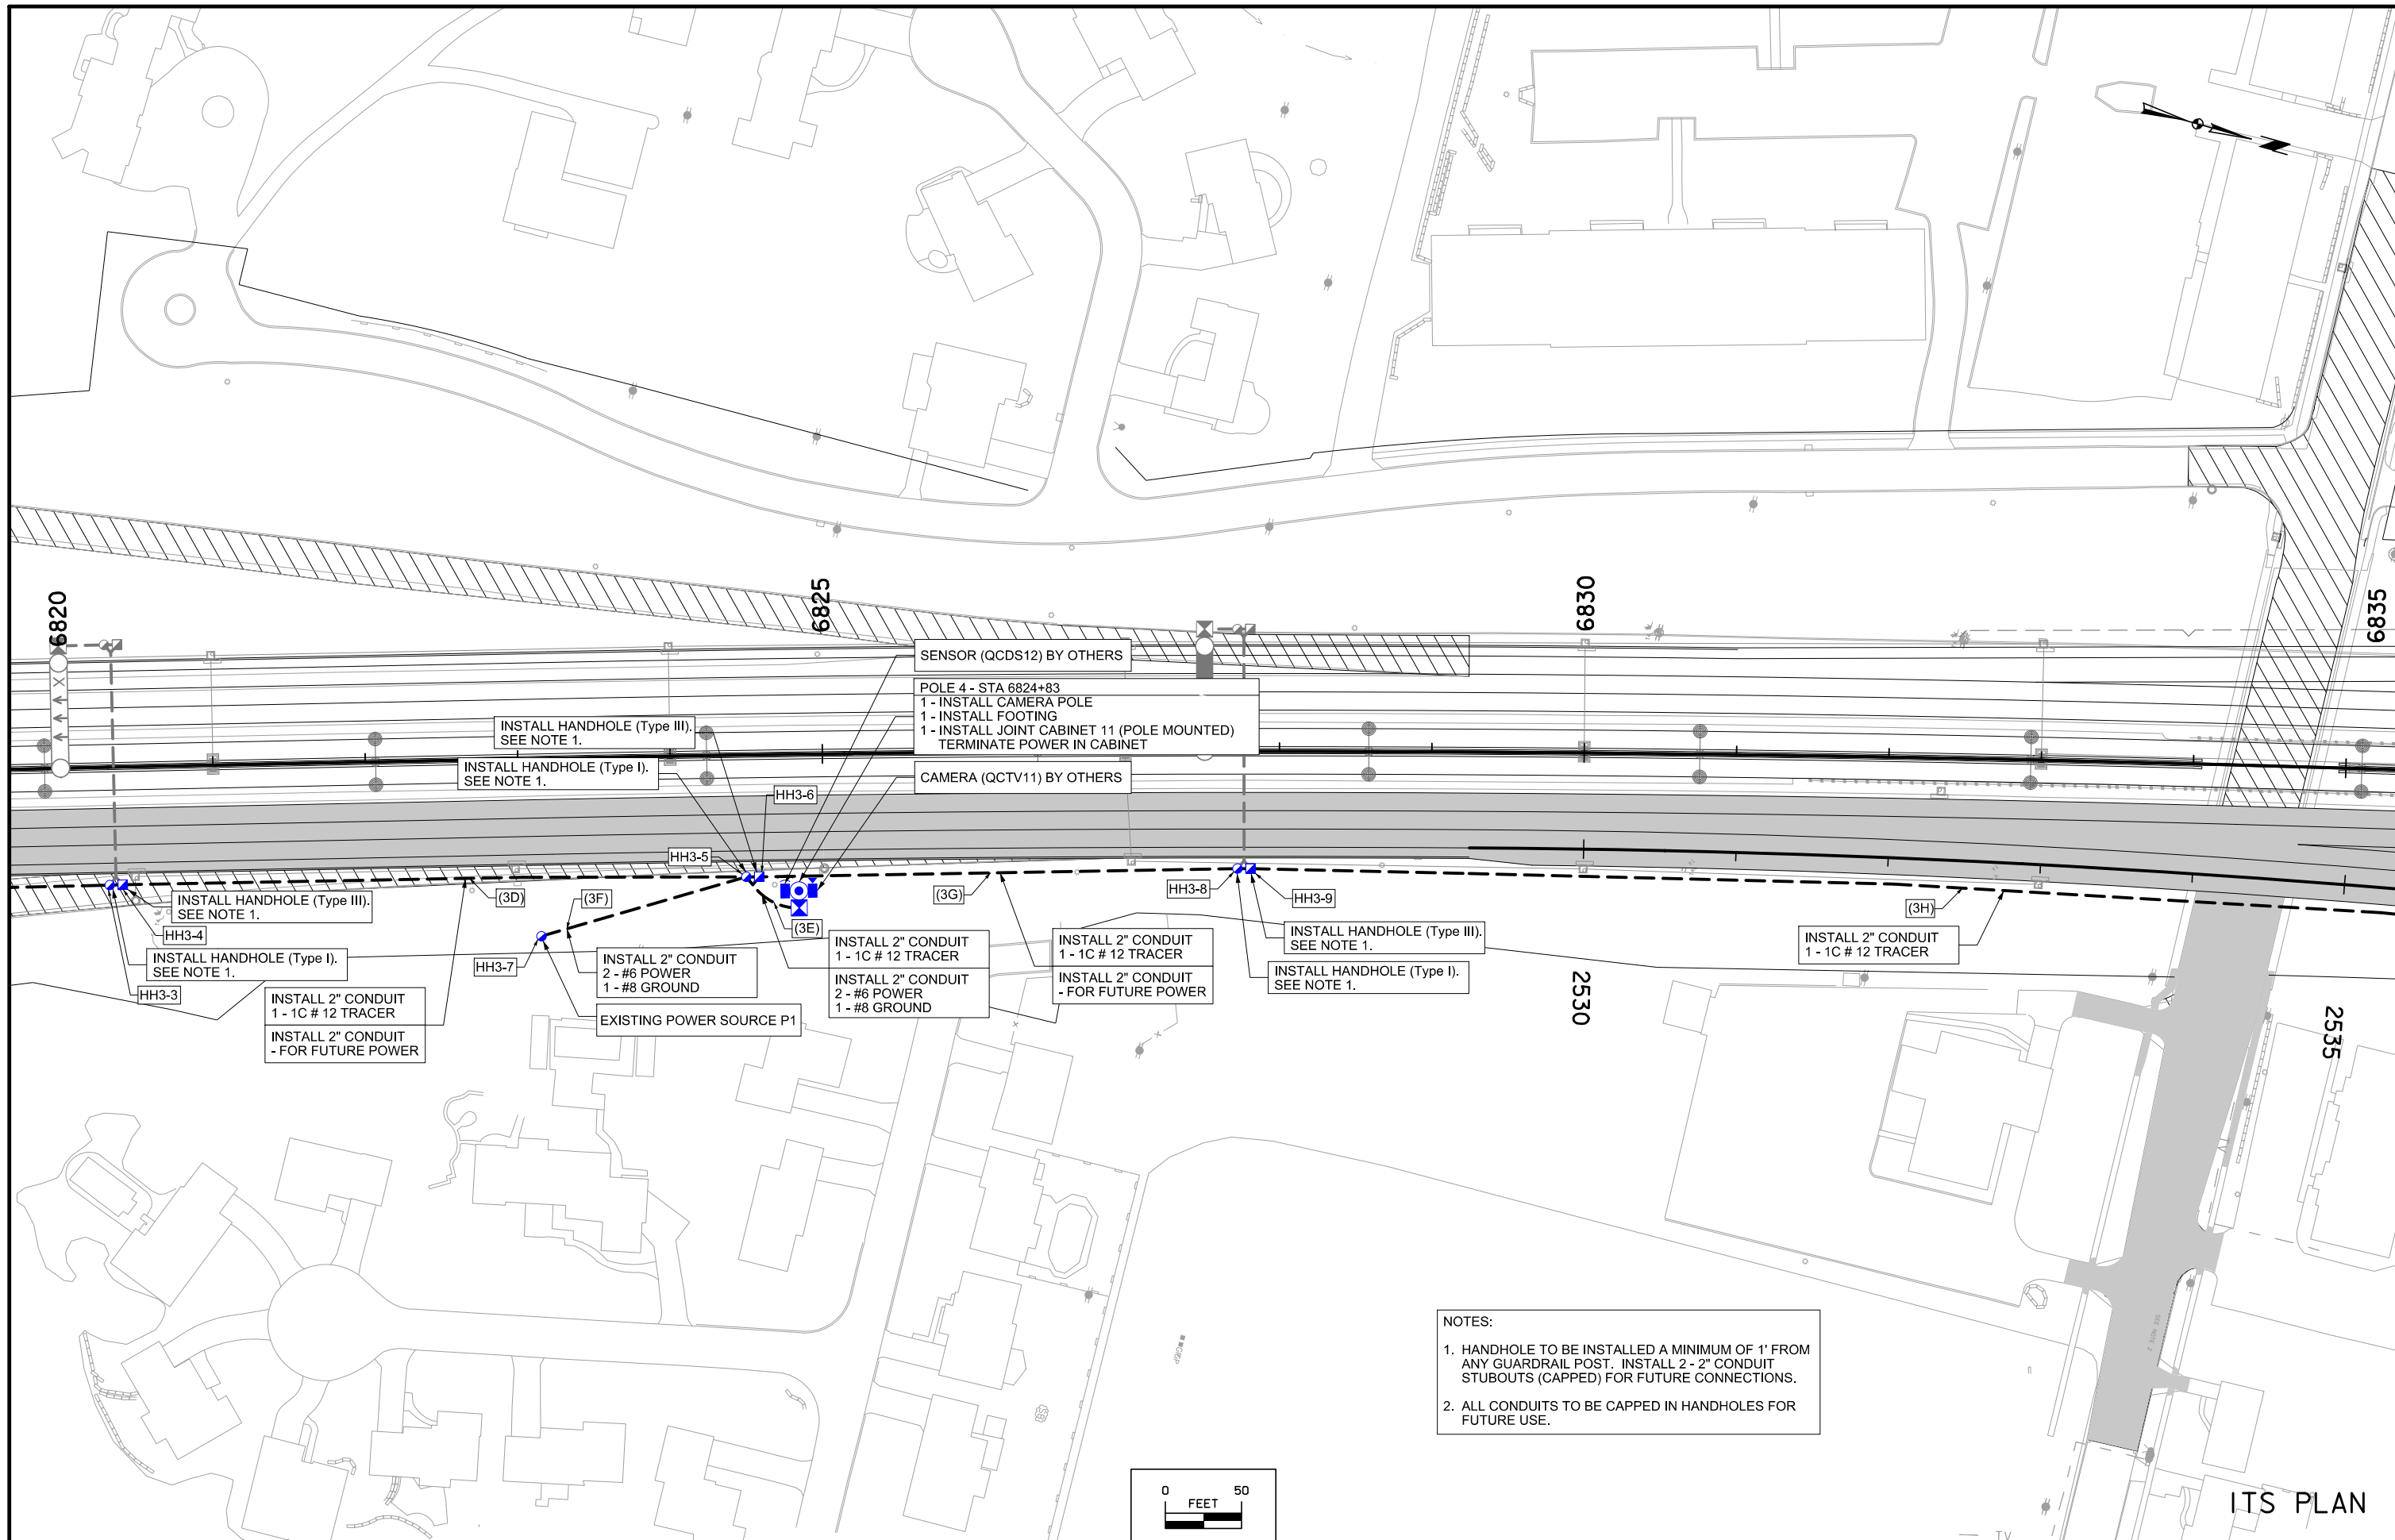 6820
6825
6830
6835
SENSOR (QCDS12) BY OTHERS
POLE 4 - STA 6824+83
1 - INSTALL CAMERA POLE
1 - INSTALL FOOTING
1 - INSTALL JOINT CABINET 11 (POLE MOUNTED)
TERMINATE POWER IN CABINET
INSTALL HANDHOLE (Type III).
SEE NOTE 1.
INSTALL HANDHOLE (Type I).
SEE NOTE 1.
CAMERA (QCTV11) BY OTHERS
HH3-6
HH3-5
HH3-8
HH3-9
(3D)
(3F)
(3E)
(3G)
(3H)
INSTALL HANDHOLE (Type III).
SEE NOTE 1.
HH3-4
INSTALL HANDHOLE (Type I).
SEE NOTE 1.
HH3-3
HH3-7
INSTALL 2" CONDUIT
1 - 1C # 12 TRACER
INSTALL 2" CONDUIT
- FOR FUTURE POWER
INSTALL 2" CONDUIT
2 - #6 POWER
1 - #8 GROUND
EXISTING POWER SOURCE P1
INSTALL 2" CONDUIT
1 - 1C # 12 TRACER
INSTALL 2" CONDUIT
2 - #6 POWER
1 - #8 GROUND
INSTALL 2" CONDUIT
1 - 1C # 12 TRACER
INSTALL 2" CONDUIT
- FOR FUTURE POWER
INSTALL HANDHOLE (Type III).
SEE NOTE 1.
INSTALL HANDHOLE (Type I).
SEE NOTE 1.
INSTALL 2" CONDUIT
1 - 1C # 12 TRACER
2530
2535
SEE NOTE 2
NOTES:
1. HANDHOLE TO BE INSTALLED A MINIMUM OF 1' FROM
ANY GUARDRAIL POST. INSTALL 2 - 2" CONDUIT
STUBOUTS (CAPPED) FOR FUTURE CONNECTIONS.
2. ALL CONDUITS TO BE CAPPED IN HANDHOLES FOR
FUTURE USE.
0 50
FEET
TV
ITS PLAN